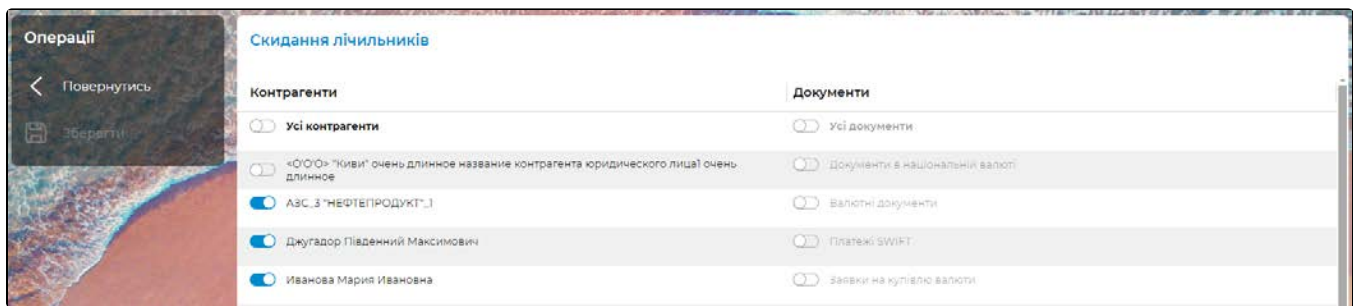 Операції
Повернутись
Зберегти
Скидання лічильників
Контрагенти
Документи
Усі контрагенти
Усі документи
<О'О'О> "Киви" очень длинное название контрагента юридического лица1 очень
длинное
Документи в національній валюті
АЗС_3 "НЕФТЕПРОДУКТ"_1
Валютні документи
Джугадор Південний Максимович
Платежі SWIFT
Иванова Мария Ивановна
Заявки на купівлю валюти